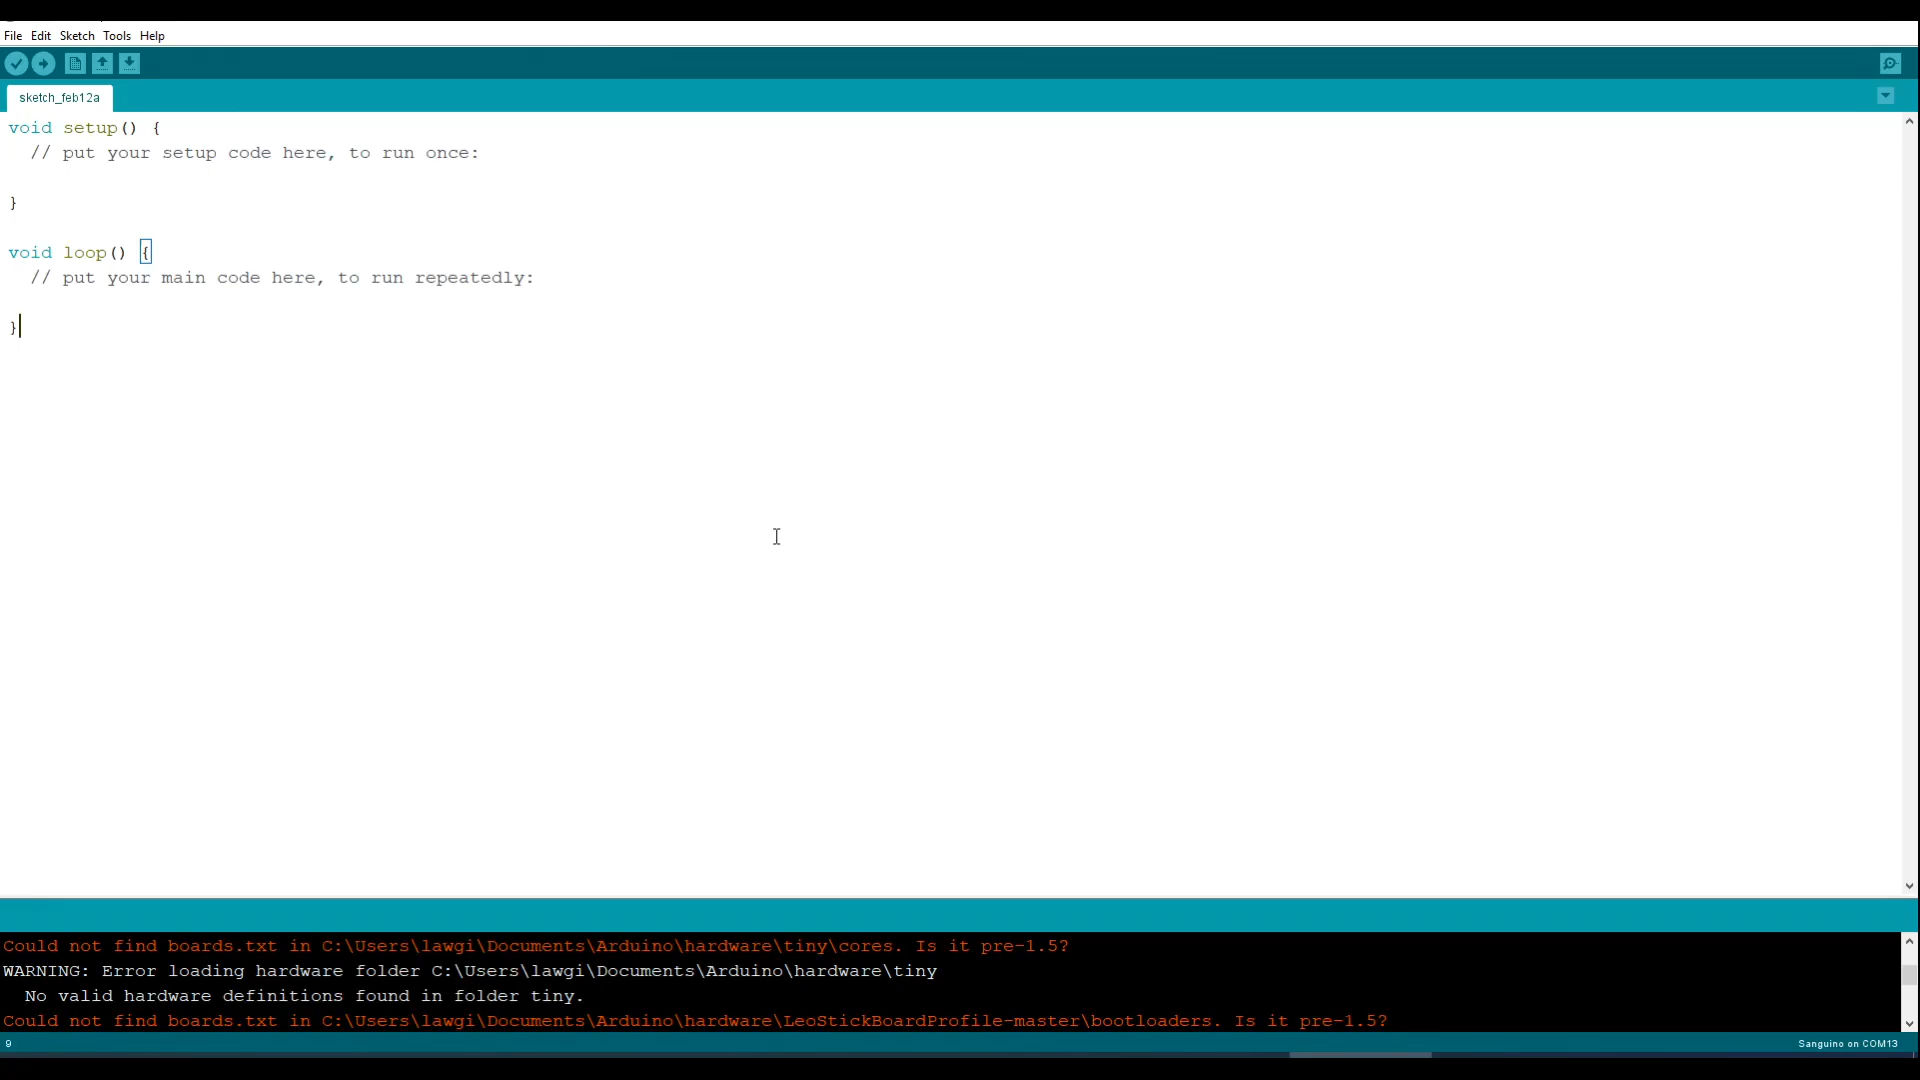 File Edit Sketch Tools Help
sketch_feb12a
void setup() {
  // put your setup code here, to run once:
}
void loop() {
  // put your main code here, to run repeatedly:
}
Could not find boards.txt in C:\Users\lawgi\Documents\Arduino\hardware\tiny\cores. Is it pre-1.5?
WARNING: Error loading hardware folder C:\Users\lawgi\Documents\Arduino\hardware\tiny
  No valid hardware definitions found in folder tiny.
Could not find boards.txt in C:\Users\lawgi\Documents\Arduino\hardware\LeoStickBoardProfile-master\bootloaders. Is it pre-1.5?
9 Sanguino on COM13